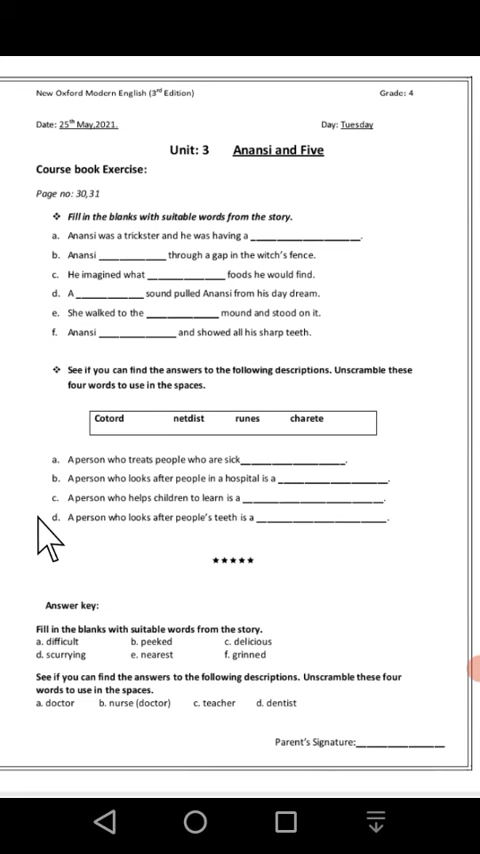 New Oxford Modern English (3rd Edition) Grade: 4
Date: 25th May,2021. Day: Tuesday
Unit: 3 Anansi and Five
Course book Exercise:
Page no: 30,31
❖ Fill in the blanks with suitable words from the story.
a. Anansi was a trickster and he was having a ____________________.
b. Anansi ____________ through a gap in the witch's fence.
c. He imagined what ______________ foods he would find.
d. A ____________ sound pulled Anansi from his day dream.
e. She walked to the _____________ mound and stood on it.
f. Anansi ______________ and showed all his sharp teeth.
❖ See if you can find the answers to the following descriptions. Unscramble these
four words to use in the spaces.
Cotord netdist runes charete
a. A person who treats people who are sick___________________.
b. A person who looks after people in a hospital is a ____________________.
c. A person who helps children to learn is a __________________________.
d. A person who looks after people's teeth is a ________________________.
★★★★★
Answer key:
Fill in the blanks with suitable words from the story.
a. difficult b. peeked c. delicious
d. scurrying e. nearest f. grinned
See if you can find the answers to the following descriptions. Unscramble these four
words to use in the spaces.
a. doctor b. nurse (doctor) c. teacher d. dentist
Parent's Signature:________________